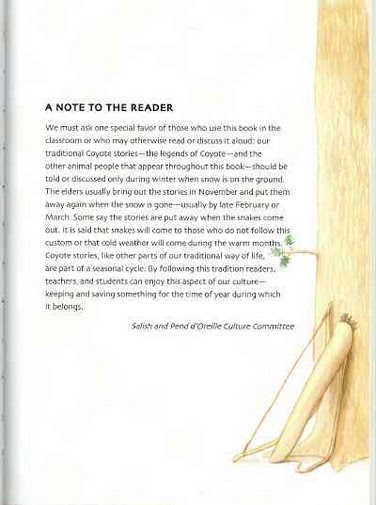 A NOTE TO THE READER
We must ask one special favor of those who use this book in the
classroom or who may otherwise read or discuss it aloud: our
traditional Coyote stories—the legends of Coyote—and the
other animal people that appear throughout this book—should be
told or discussed only during winter when snow is on the ground.
The elders usually bring out the stories in November and put them
away again when the snow is gone—usually by late February or
March. Some say the stories are put away when the snakes come
out. It is said that snakes will come to those who do not follow this
custom or that cold weather will come during the warm months.
Coyote stories, like other parts of our traditional way of life,
are part of a seasonal cycle. By following this tradition readers,
teachers, and students can enjoy this aspect of our culture—
keeping and saving something for the time of year during which
it belongs.
Salish and Pend d'Oreille Culture Committee